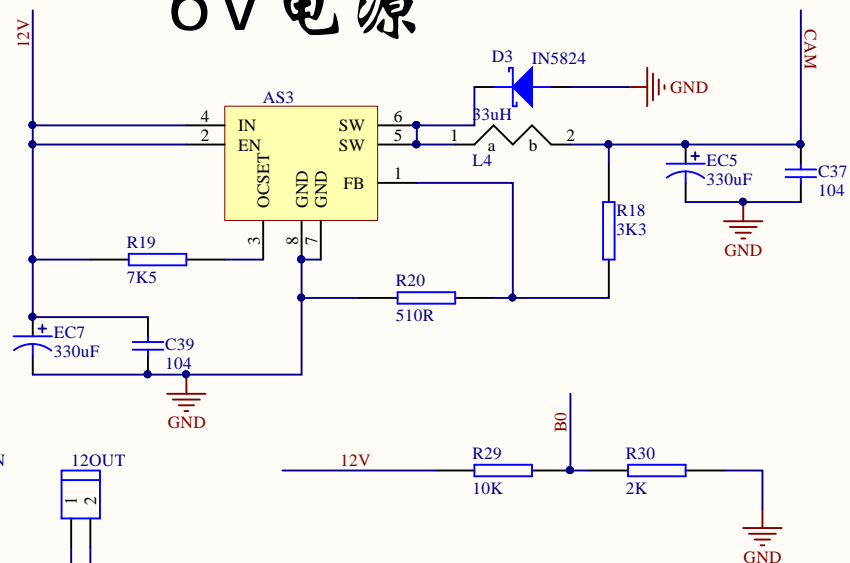 6V电源
12V
CAM
D3
IN5824
GND
AS3
33uH
4
IN
SW
6
2
EN
SW
5
1
a
b
2
L4
OCSET
GND
GND
FB
1
3
8
7
EC5
330uF
C37
104
GND
R18
3K3
R19
7K5
R20
510R
EC7
330uF
C39
104
GND
B0
12OUT
1
2
12V
R29
10K
R30
2K
GND